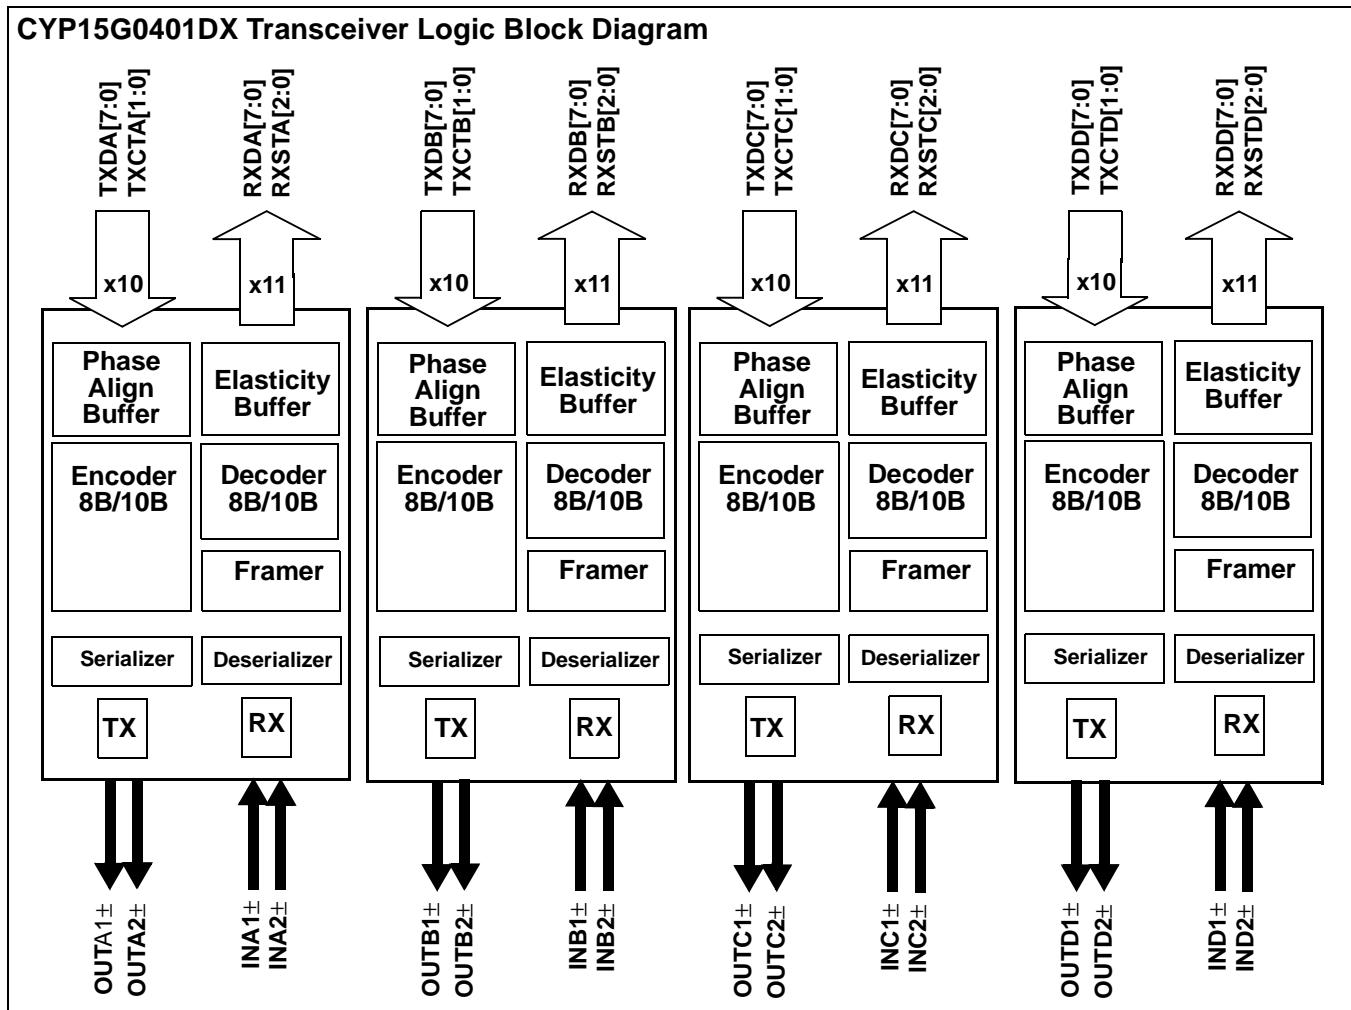 CYP15G0401DX Transceiver Logic Block Diagram
TXDA[7:0]
TXCTA[1:0]
RXDA[7:0]
RXSTA[2:0]
TXDB[7:0]
TXCTB[1:0]
RXDB[7:0]
RXSTB[2:0]
TXDC[7:0]
TXCTC[1:0]
RXDC[7:0]
RXSTC[2:0]
TXDD[7:0]
TXCTD[1:0]
RXDD[7:0]
RXSTD[2:0]
x10
x11
x10
x11
x10
x11
x10
x11
Phase
Align
Buffer
Elasticity
Buffer
Phase
Align
Buffer
Elasticity
Buffer
Phase
Align
Buffer
Elasticity
Buffer
Phase
Align
Buffer
Elasticity
Buffer
Encoder
8B/10B
Decoder
8B/10B
Encoder
8B/10B
Decoder
8B/10B
Encoder
8B/10B
Decoder
8B/10B
Encoder
8B/10B
Decoder
8B/10B
Framer
Framer
Framer
Framer
Serializer
Deserializer
Serializer
Deserializer
Serializer
Deserializer
Serializer
Deserializer
TX
RX
TX
RX
TX
RX
TX
RX
OUTA1±
OUTA2±
INA1±
INA2±
OUTB1±
OUTB2±
INB1±
INB2±
OUTC1±
OUTC2±
INC1±
INC2±
OUTD1±
OUTD2±
IND1±
IND2±